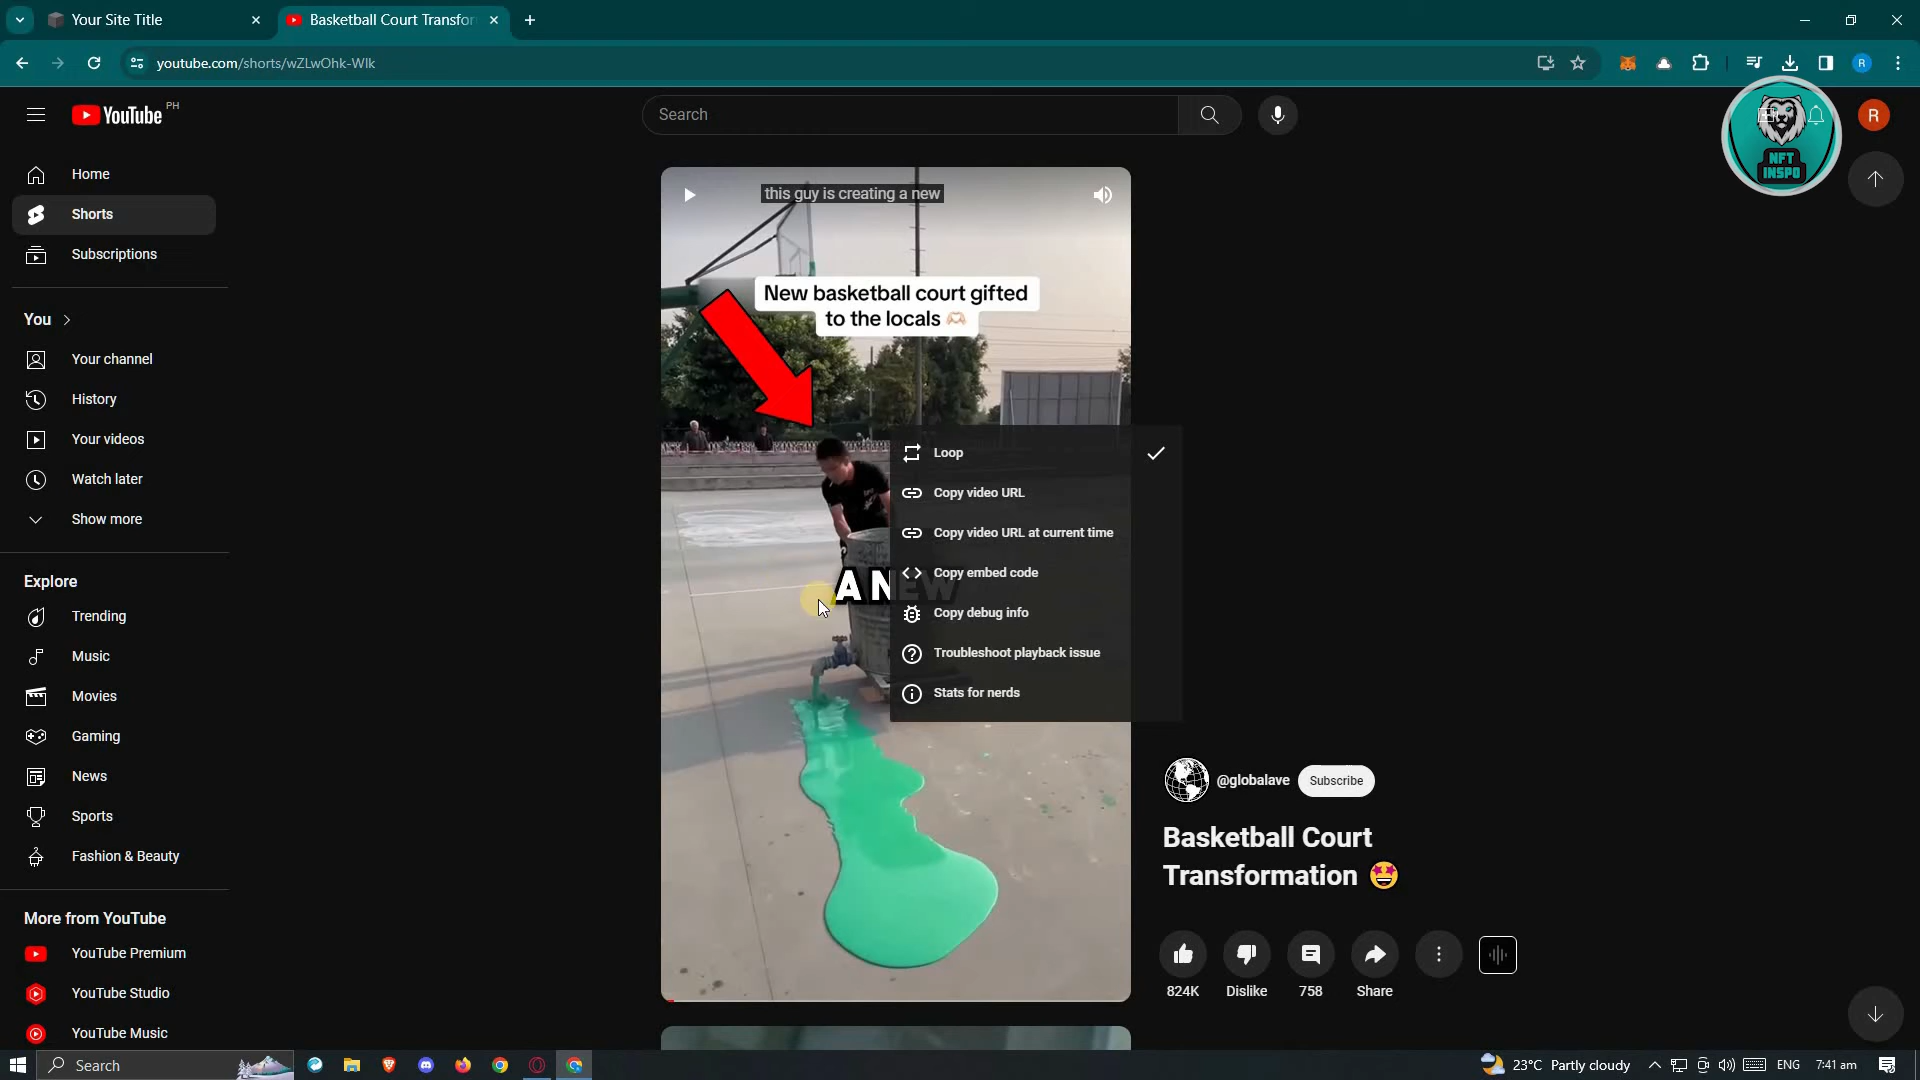 Your Site Title
Basketball Court Transfor
youtube.com/shorts/wZLwOhk-Wlk
R
YouTube PH
Search
NFT
INSPO
R
Home
Shorts
Subscriptions
You
Your channel
History
Your videos
Watch later
Show more
Explore
Trending
Music
Movies
Gaming
News
Sports
Fashion & Beauty
More from YouTube
YouTube Premium
YouTube Studio
YouTube Music
this guy is creating a new
New basketball court gifted
to the locals 🫶🏻
A NEW
Loop
Copy video URL
Copy video URL at current time
Copy embed code
Copy debug info
Troubleshoot playback issue
Stats for nerds
@globalave
Subscribe
Basketball Court
Transformation 🤩
824K
Dislike
758
Share
Search
23°C Partly cloudy
ENG
7:41 am